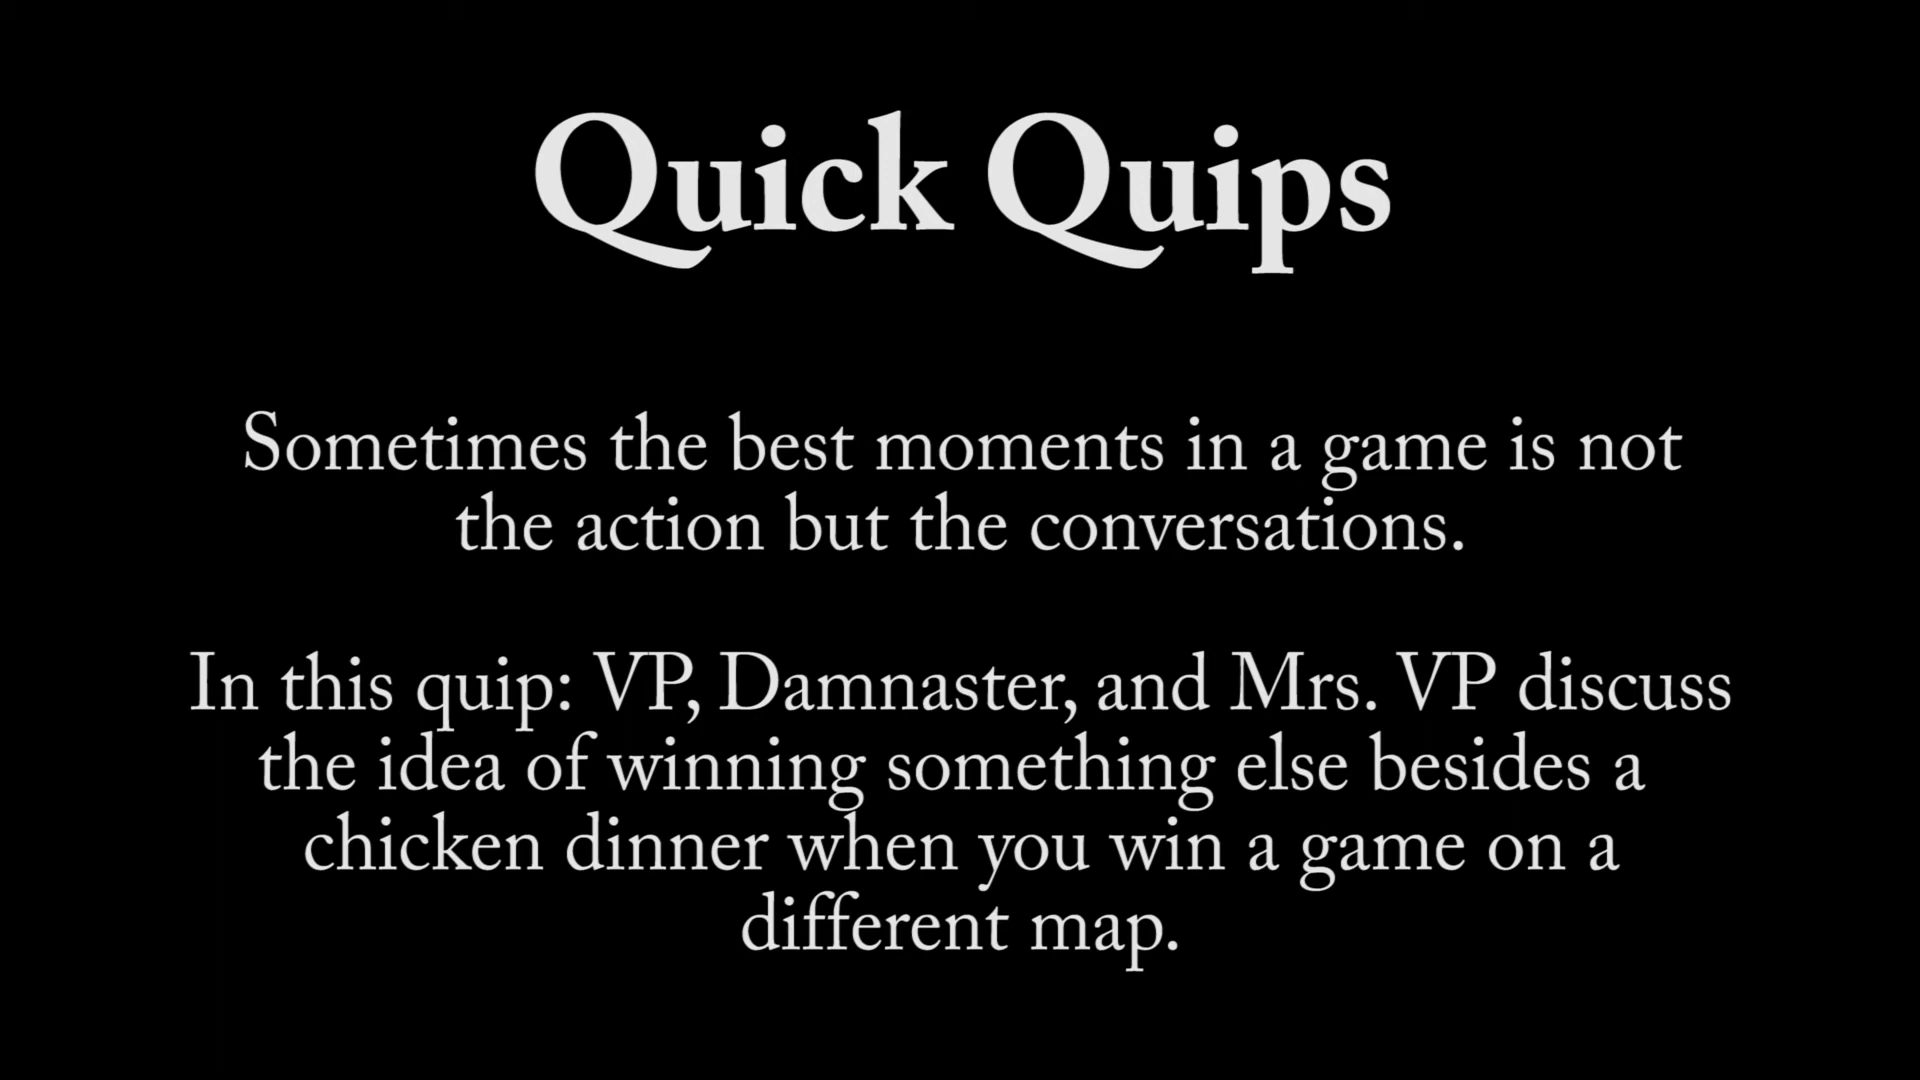 Quick Quips
Sometimes the best moments in a game is not
the action but the conversations.
In this quip: VP, Damnaster, and Mrs. VP discuss
the idea of winning something else besides a
chicken dinner when you win a game on a
different map.